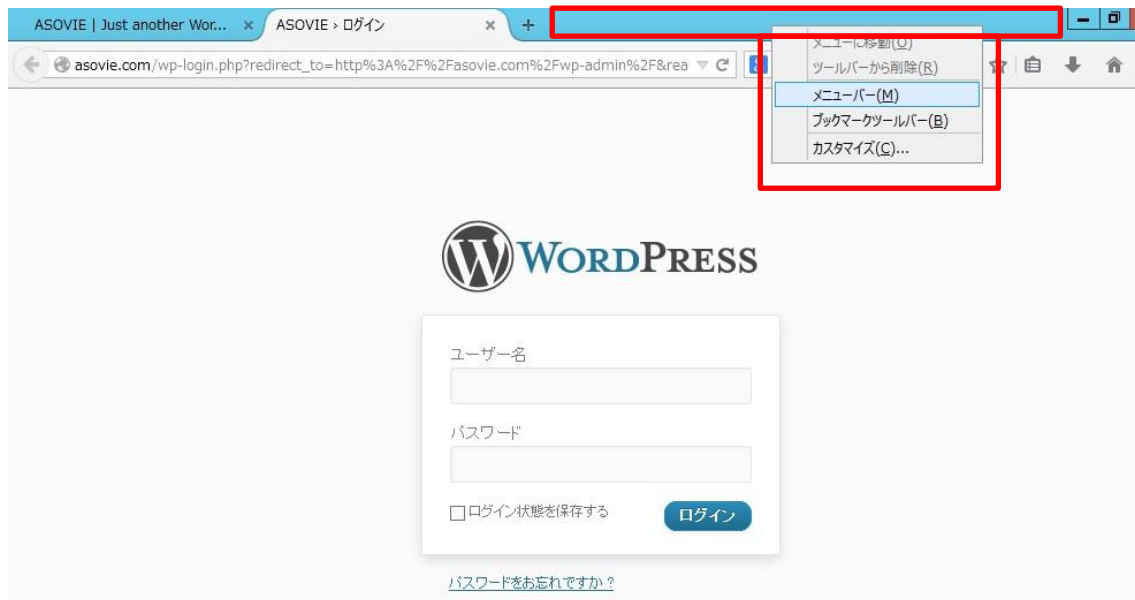 ASOVIE | Just another Wor...
ASOVIE › ログイン
asovie.com/wp-login.php?redirect_to=http%3A%2F%2Fasovie.com%2Fwp-admin%2F&rea
メニューに移動(O)
ツールバーから削除(R)
メニューバー(M)
ブックマークツールバー(B)
カスタマイズ(C)...
WORDPRESS
ユーザー名
パスワード
ログイン状態を保存する
ログイン
パスワードをお忘れですか ?